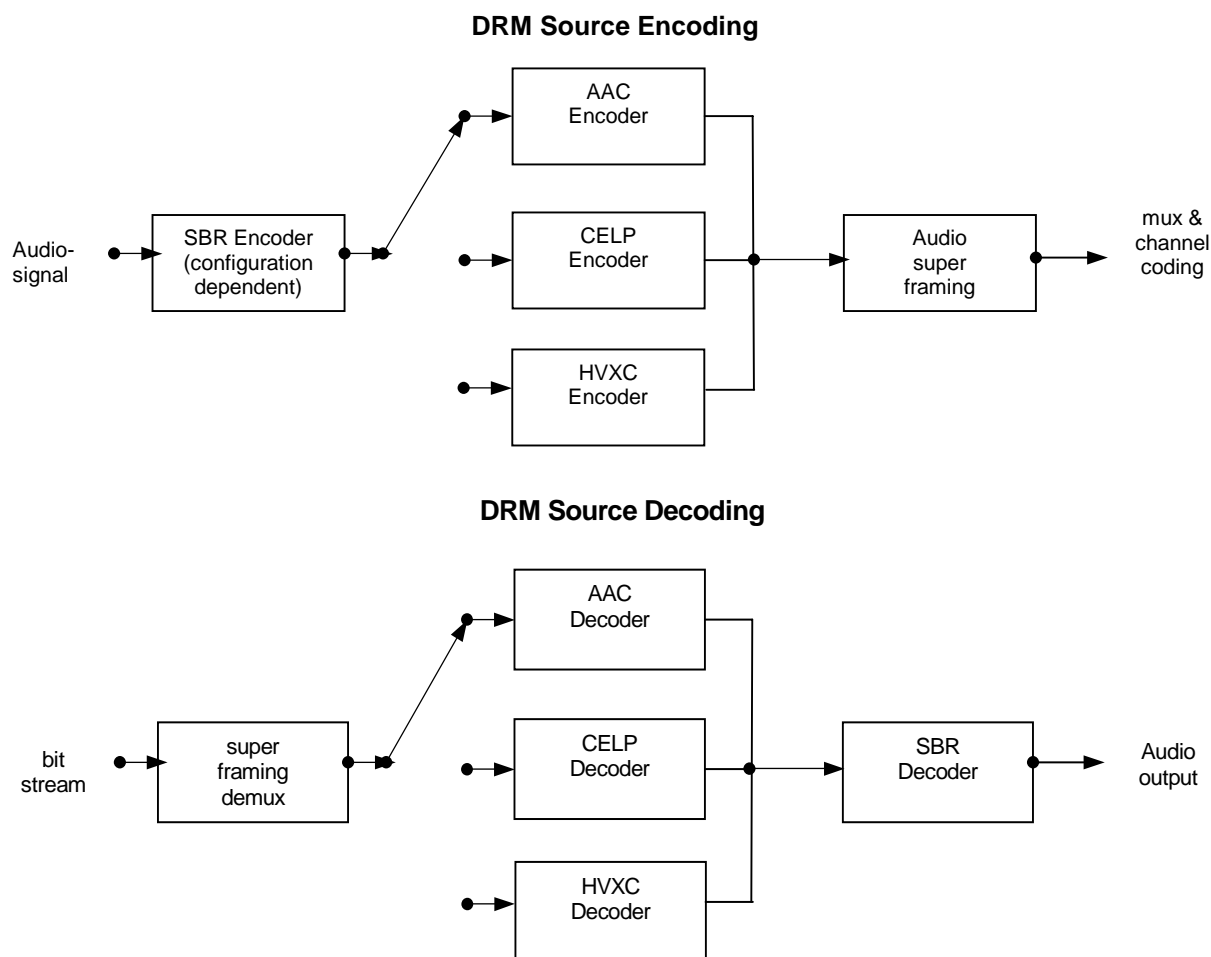 DRM Source Encoding
AAC
Encoder
Audio-
signal
SBR Encoder
(configuration
dependent)
CELP
Encoder
Audio
super
framing
mux &
channel
coding
HVXC
Encoder
DRM Source Decoding
AAC
Decoder
bit
stream
super
framing
demux
CELP
Decoder
SBR
Decoder
Audio
output
HVXC
Decoder